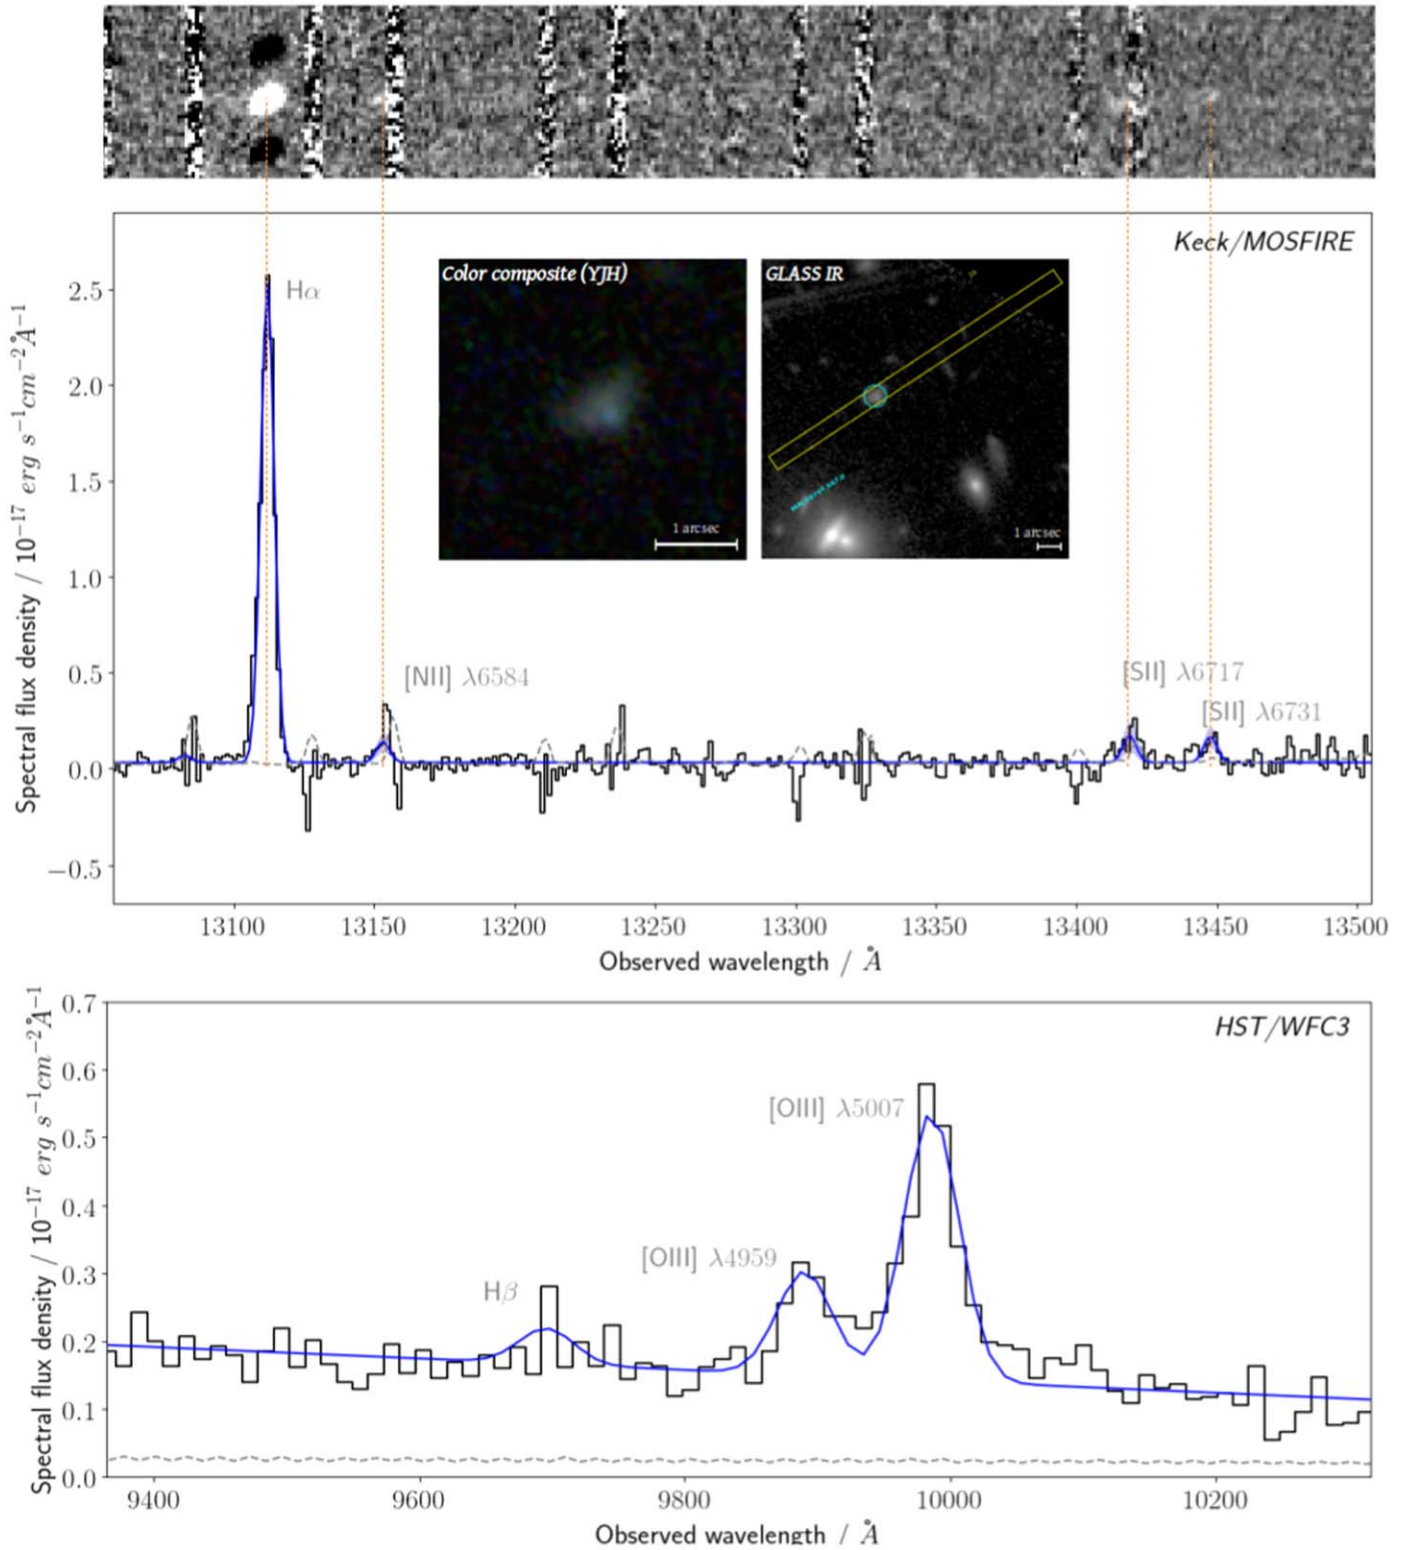 Keck/MOSFIRE
Color composite (YJH)
GLASS IR
Hα
1 arcsec
1 arcsec
[NII] λ6584
[SII] λ6717
[SII] λ6731
2.5
2.0
1.5
1.0
0.5
0.0
−0.5
Spectral flux density / 10⁻¹⁷ erg s⁻¹cm⁻²Å⁻¹
13100 13150 13200 13250 13300 13350 13400 13450 13500
Observed wavelength / Å
HST/WFC3
[OIII] λ5007
[OIII] λ4959
Hβ
0.7
0.6
0.5
0.4
0.3
0.2
0.1
0.0
Spectral flux density / 10⁻¹⁷ erg s⁻¹cm⁻²Å⁻¹
9400 9600 9800 10000 10200
Observed wavelength / Å